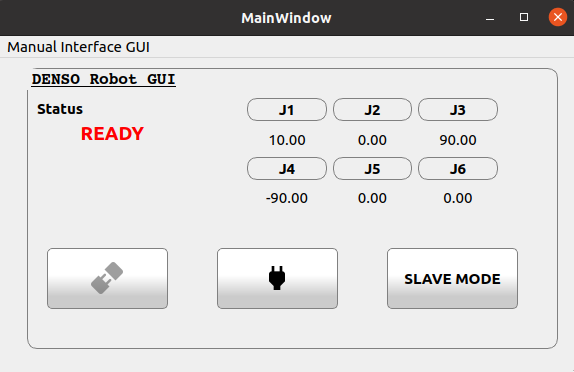 MainWindow
Manual Interface GUI
DENSO Robot GUI
Status
READY
J1 J2 J3
10.00 0.00 90.00
J4 J5 J6
-90.00 0.00 0.00
SLAVE MODE